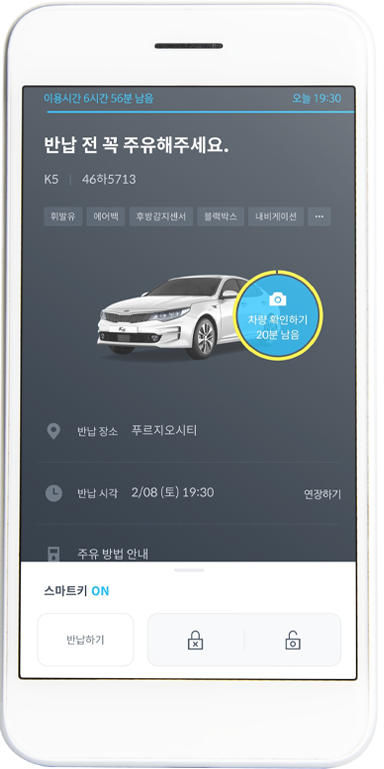 이용시간 6시간 56분 남음 오늘 19:30
반납 전 꼭 주유해주세요.
K5 46하5713
휘발유 에어백 후방감지센서 블랙박스 내비게이션 ···
차량 확인하기
20분 남음
반납 장소 푸르지오시티
반납 시각 2/08 (토) 19:30 연장하기
주유 방법 안내
스마트키 ON
반납하기